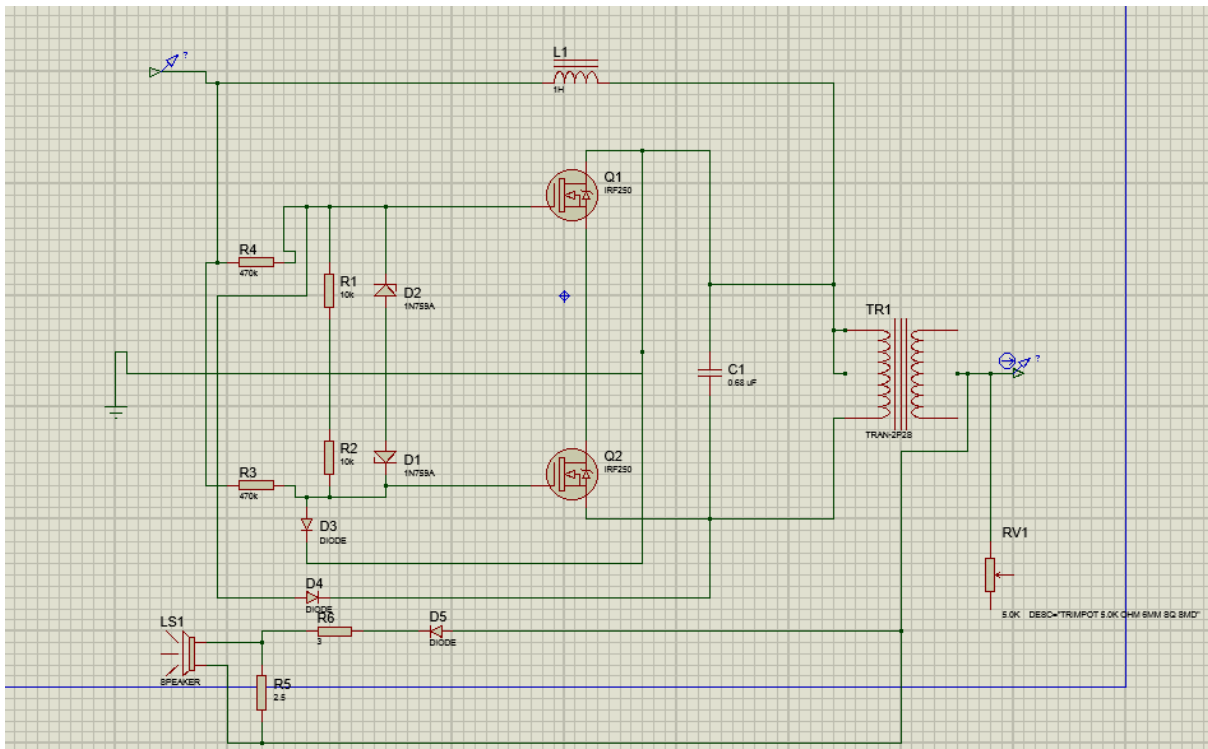 ?
L1
1H
Q1
IRF250
R4
470k
R1
10k
D2
1N759A
TR1
?
C1
0.68 uF
TRAN-2P2S
R2
10k
D1
1N759A
Q2
IRF250
R3
470k
D3
DIODE
RV1
D4
DIODE
5.0K DESC="TRIMPOT 5.0K OHM 6MM SQ SMD"
LS1
R6
3
D5
DIODE
SPEAKER
R5
2.5